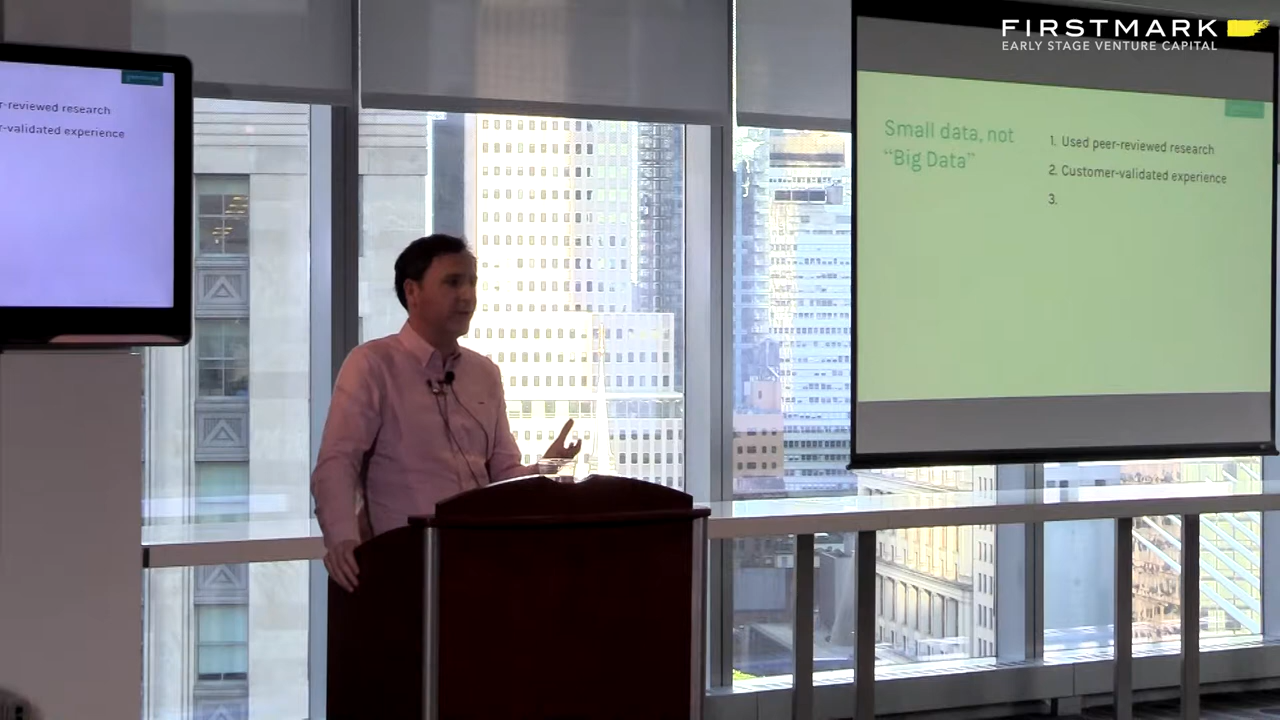 FIRSTMARK
EARLY STAGE VENTURE CAPITAL
r-reviewed research
r-validated experience
Small data, not
“Big Data”
1. Used peer-reviewed research
2. Customer-validated experience
3.